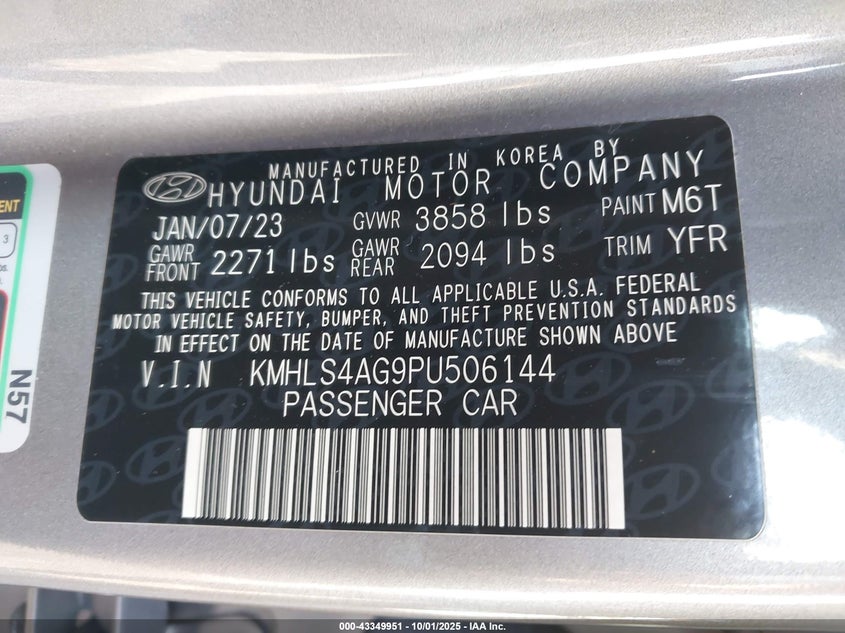 MANUFACTURED IN KOREA BY
HYUNDAI MOTOR COMPANY
JAN/07/23 GVWR 3858 lbs PAINT M6T
GAWR FRONT 2271 lbs GAWR REAR 2094 lbs TRIM YFR
THIS VEHICLE CONFORMS TO ALL APPLICABLE U.S.A. FEDERAL
MOTOR VEHICLE SAFETY, BUMPER, AND THEFT PREVENTION STANDARDS
IN EFFECT ON THE DATE OF MANUFACTURE SHOWN ABOVE
V.I.N KMHLS4AG9PU506144
PASSENGER CAR
ENT
3
N57
000-43349951 - 10/01/2025 - IAA Inc.